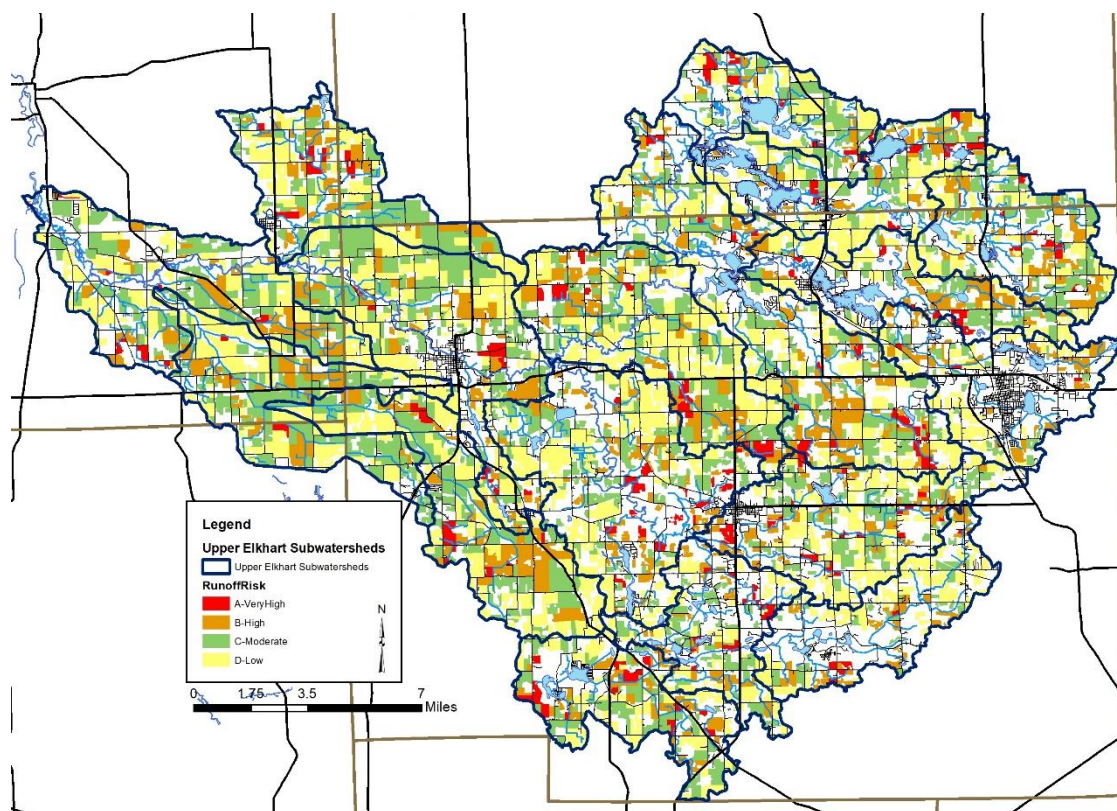 Legend
Upper Elkhart Subwatersheds
Upper Elkhart Subwatersheds
RunoffRisk
A-VeryHigh
B-High
C-Moderate
D-Low
N
0 1.75 3.5 7
Miles